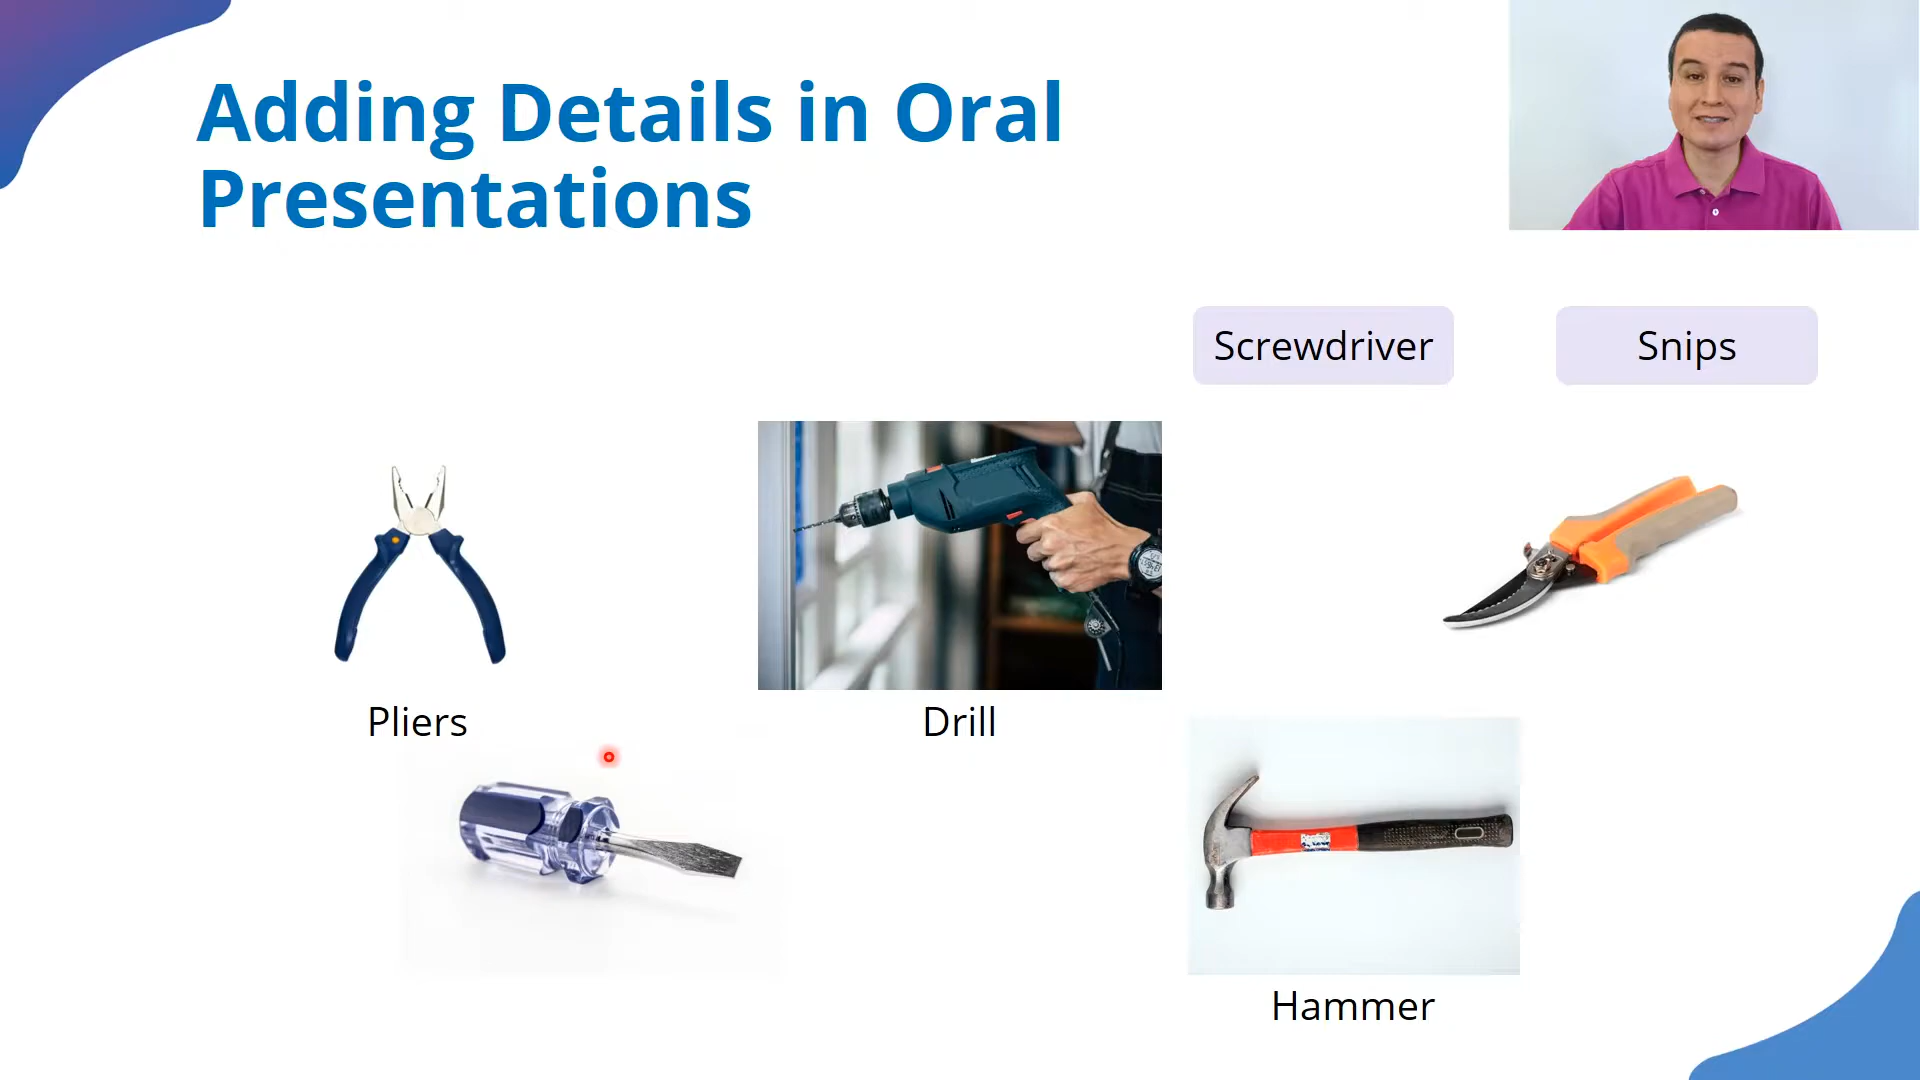 Adding Details in Oral
Presentations
Screwdriver
Snips
Pliers
Drill
Hammer